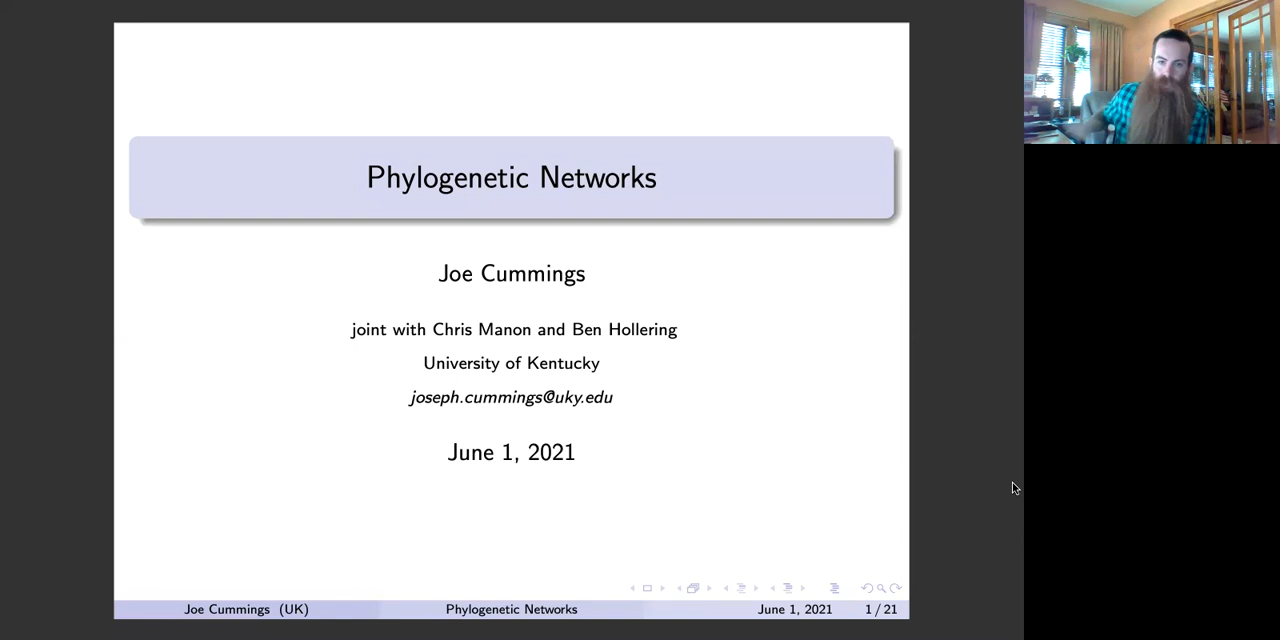 Phylogenetic Networks
Joe Cummings
joint with Chris Manon and Ben Hollering
University of Kentucky
joseph.cummings@uky.edu
June 1, 2021
Joe Cummings (UK) Phylogenetic Networks June 1, 2021 1 / 21